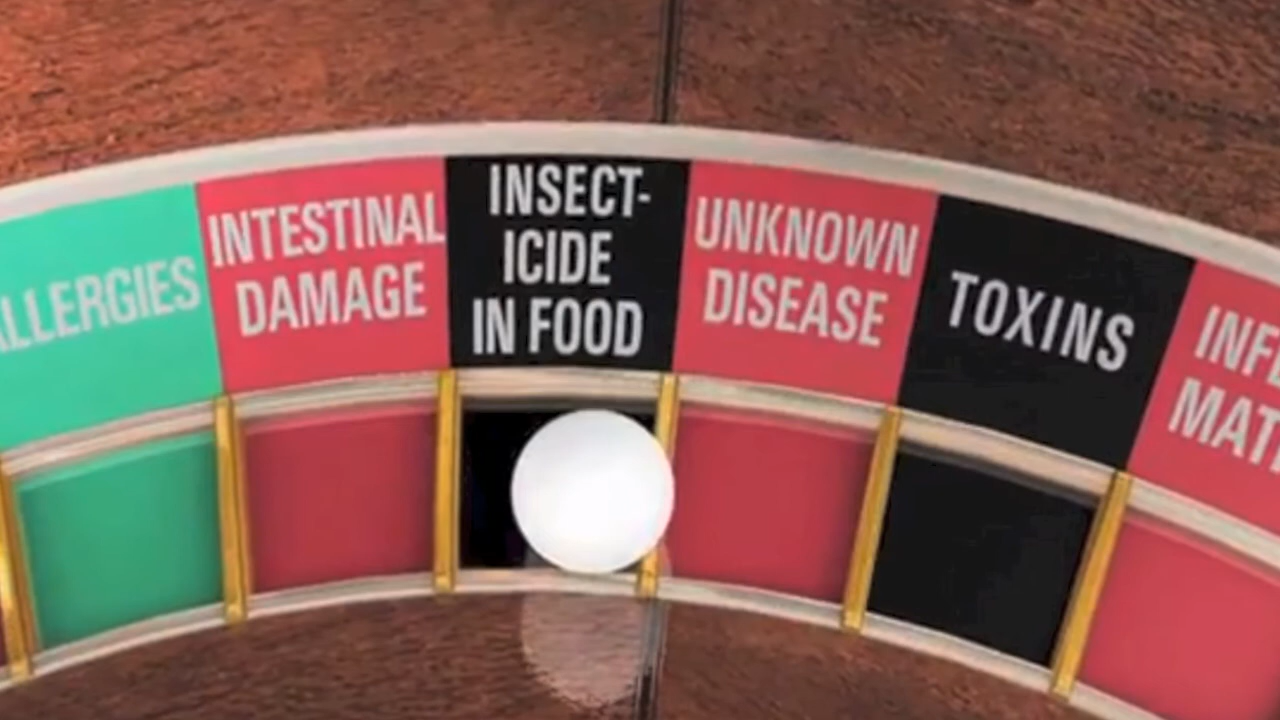 ALLERGIES
INTESTINAL
DAMAGE
INSECT-
ICIDE
IN FOOD
UNKNOWN
DISEASE
TOXINS